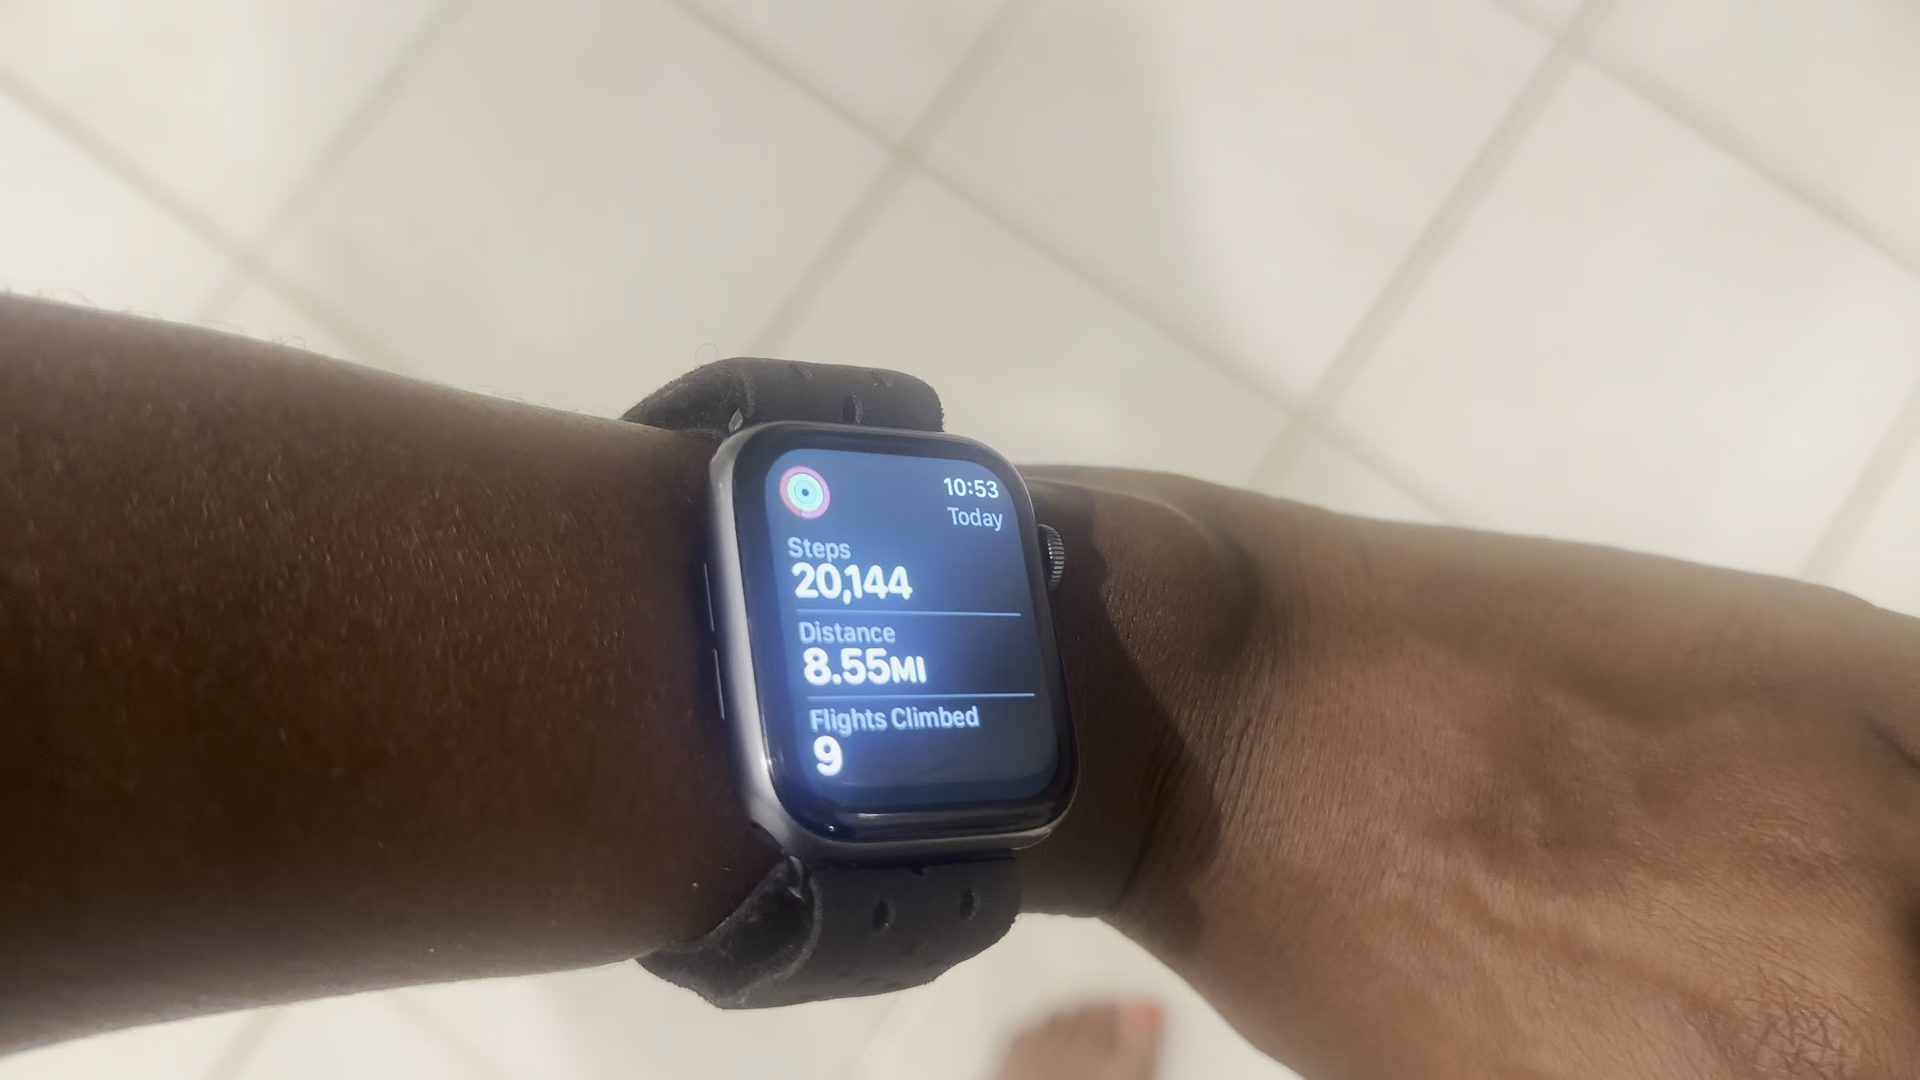 10:53
Today
Steps
20,144
Distance
8.55MI
Flights Climbed
9